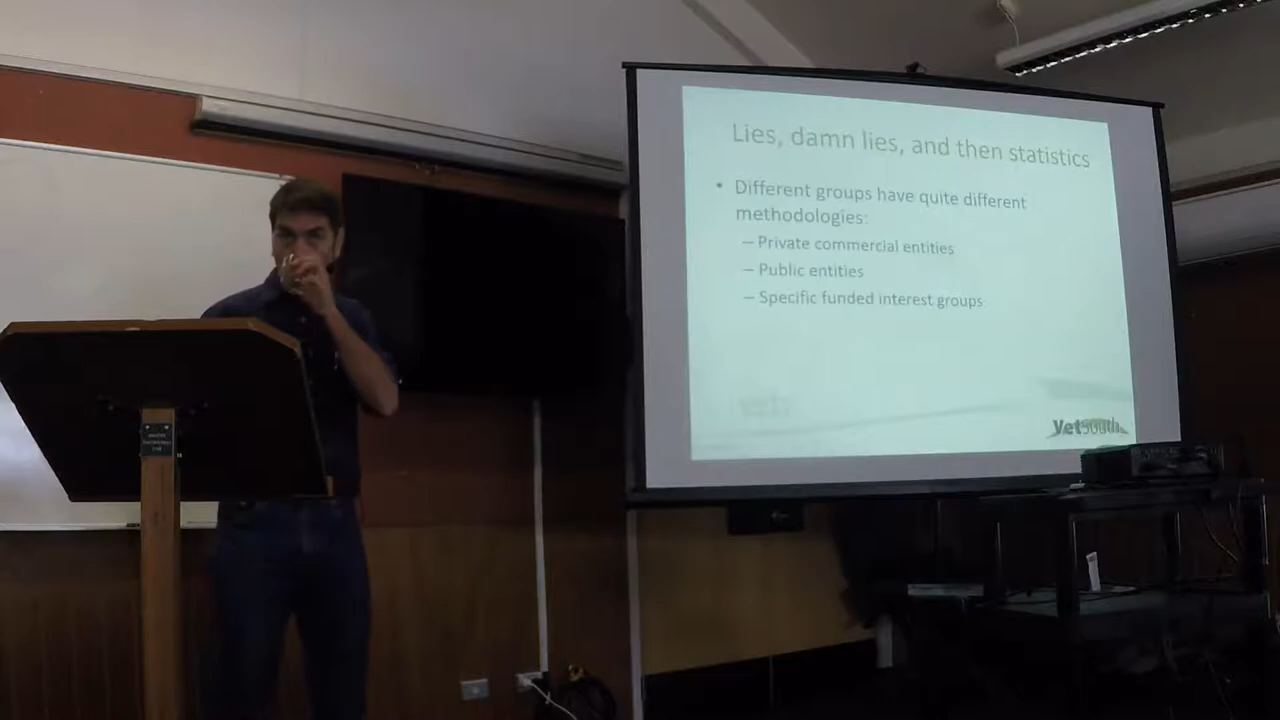 Lies, damn lies, and then statistics
• Different groups have quite different
methodologies:
– Private commercial entities
– Public entities
– Specific funded interest groups
VetSouth